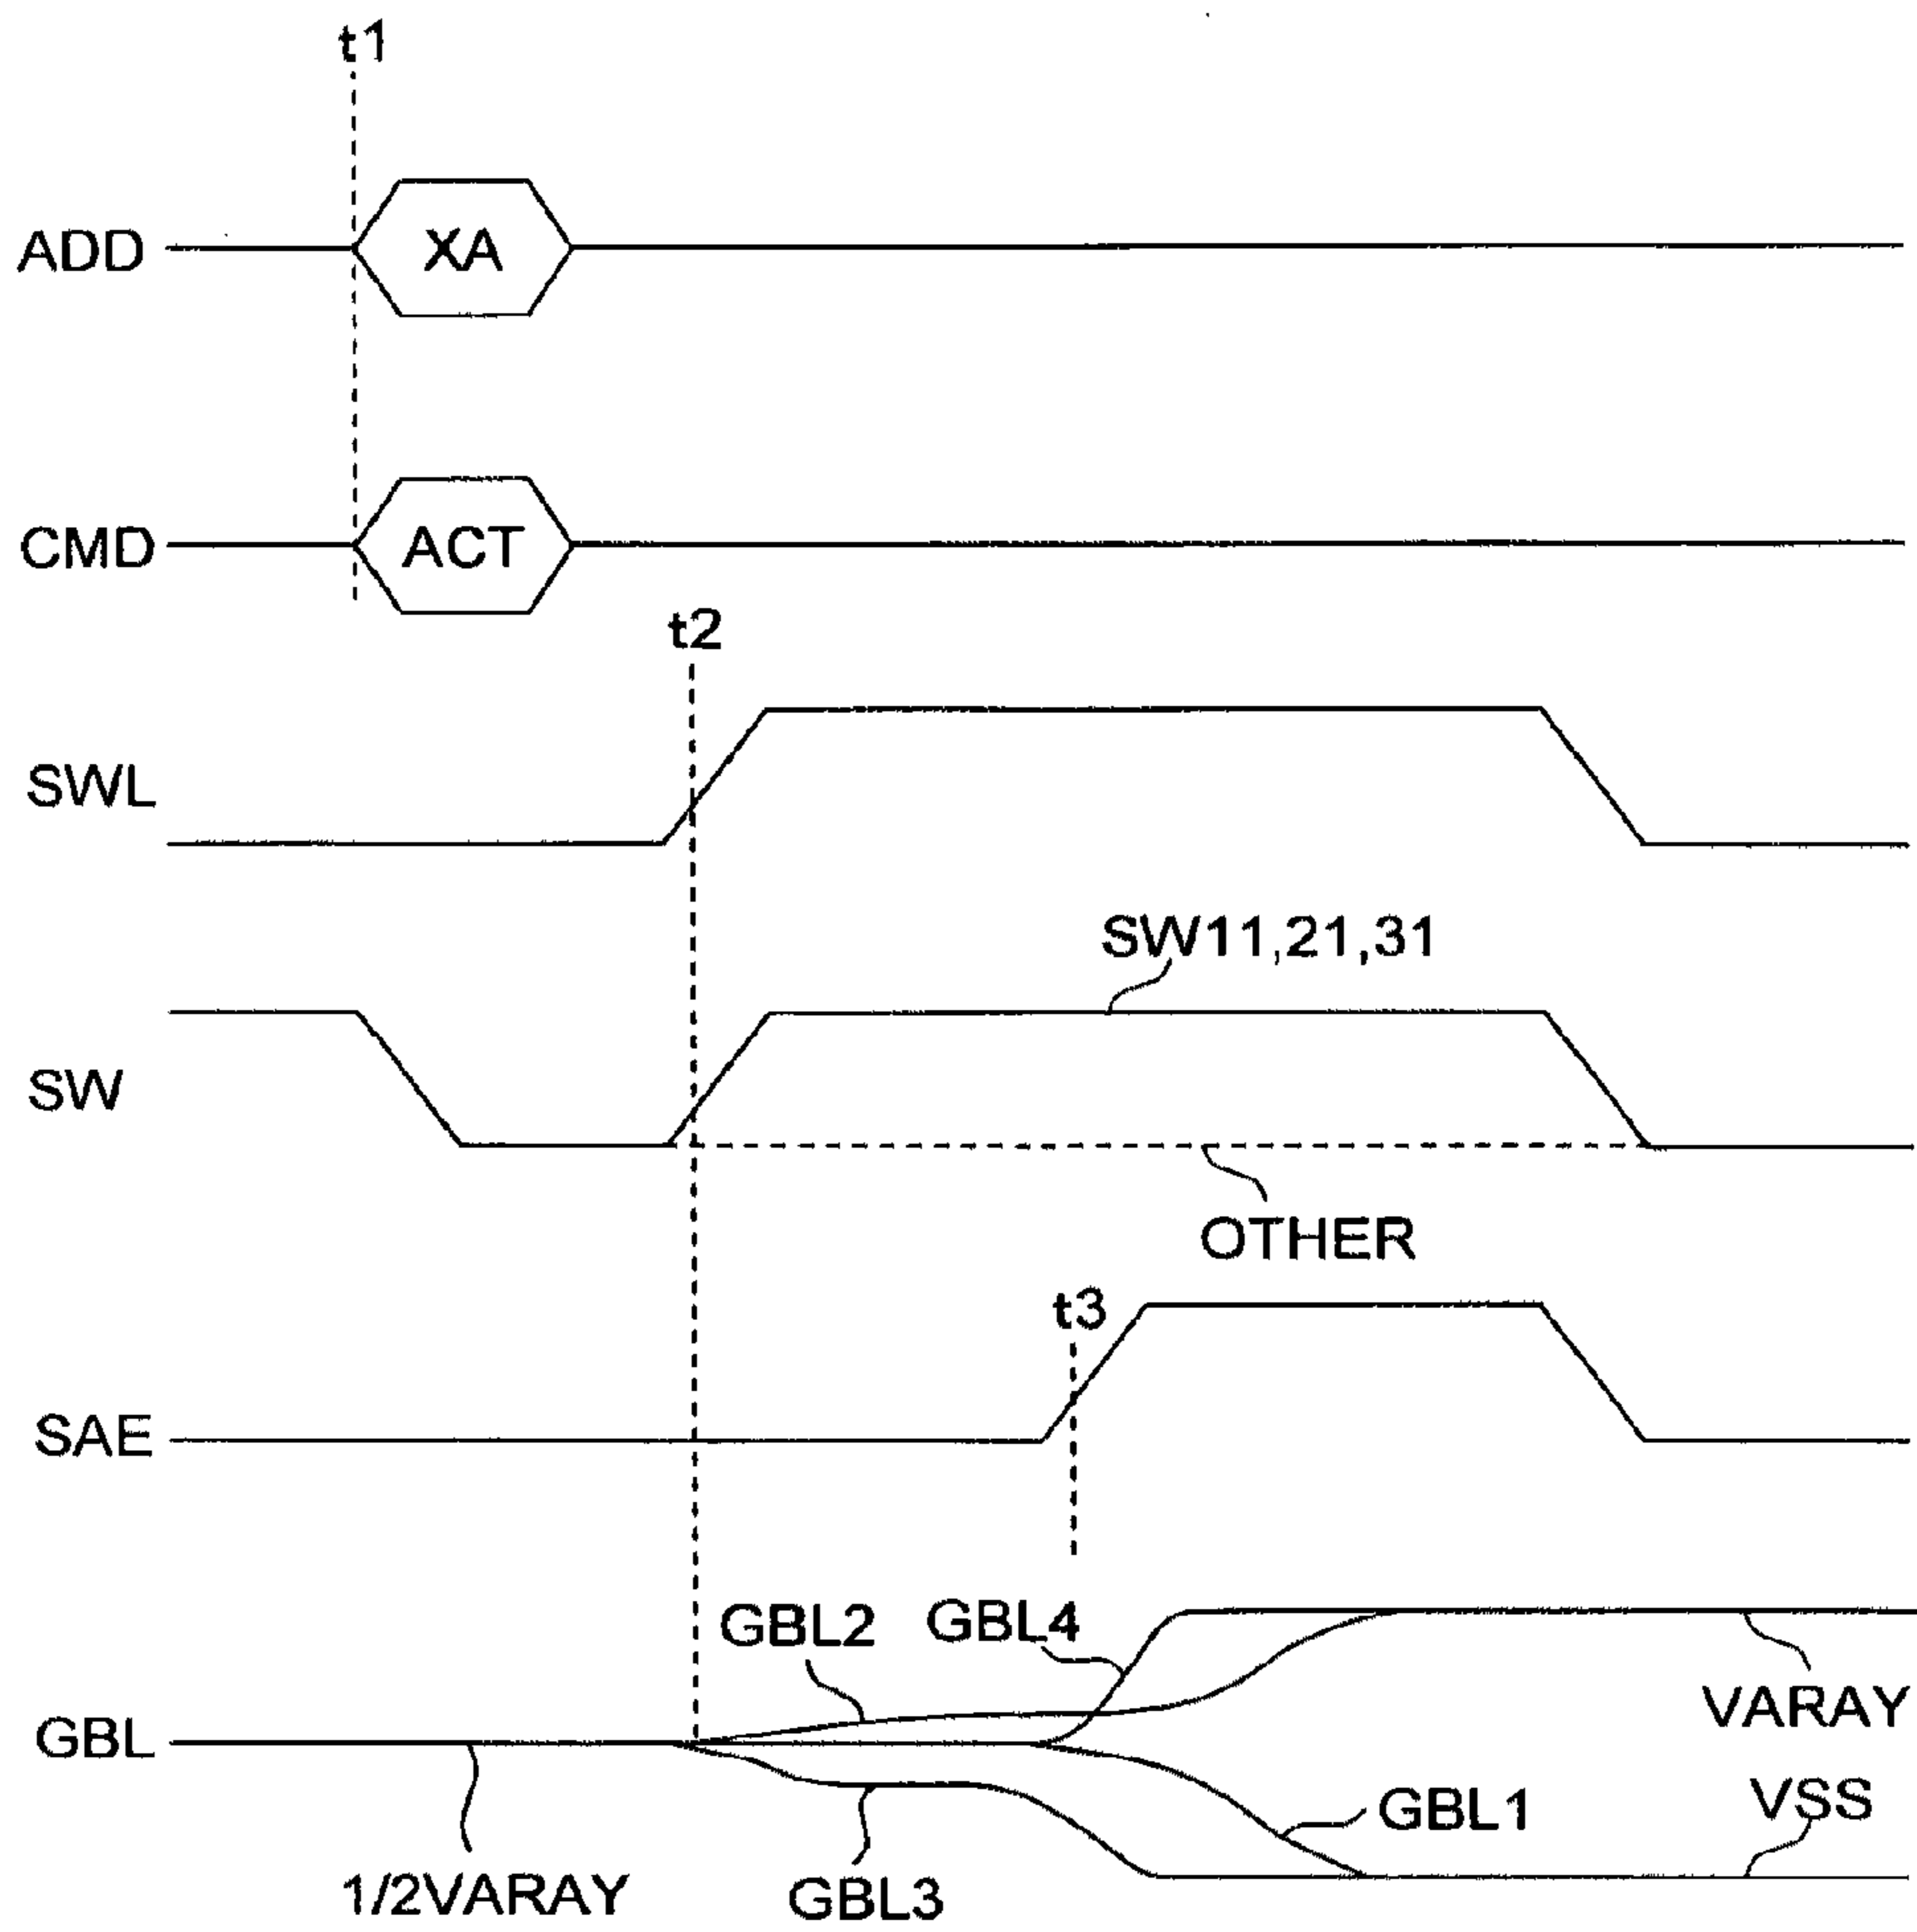 t1
ADD
XA
CMD
ACT
t2
SWL
SW11,21,31
SW
OTHER
t3
SAE
GBL2
GBL4
VARAY
GBL
VSS
GBL1
1/2VARAY
GBL3